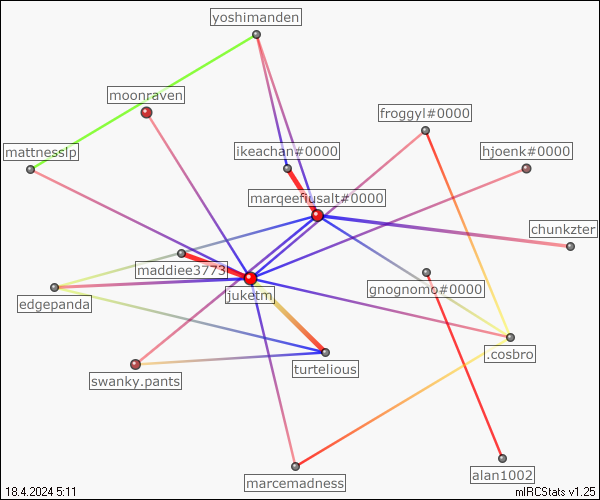 yoshimanden
moonraven
froggyl#0000
mattnesslp
ikeachan#0000
hjoenk#0000
marqeefiusalt#0000
chunkzter
maddiee3773
gnognomo#0000
edgepanda
juketm
.cosbro
turtelious
swanky.pants
marcemadness
alan1002
18.4.2024 5:11
mIRCStats v1.25